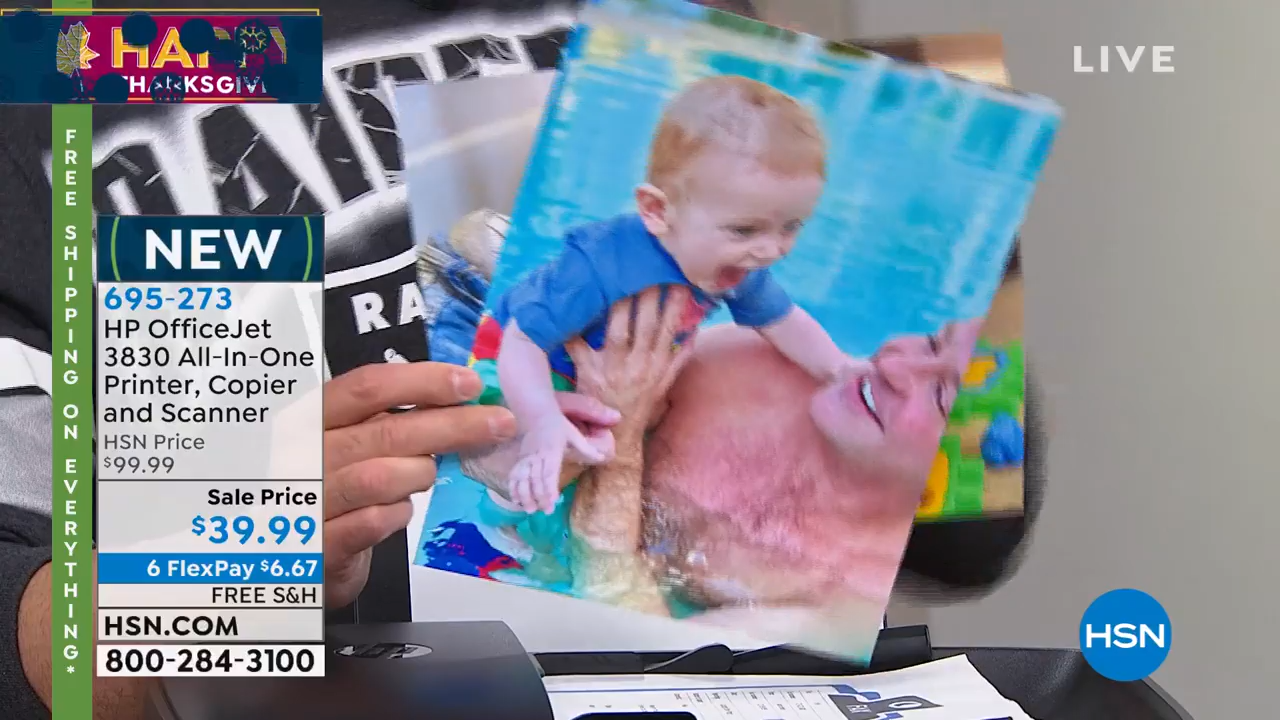 LIVE
FREE SHIPPING ON EVERYTHING*
NEW
695-273
HP OfficeJet
3830 All-In-One
Printer, Copier
and Scanner
HSN Price
$99.99
Sale Price
$39.99
6 FlexPay $6.67
FREE S&H
HSN.COM
800-284-3100
RA
HSN